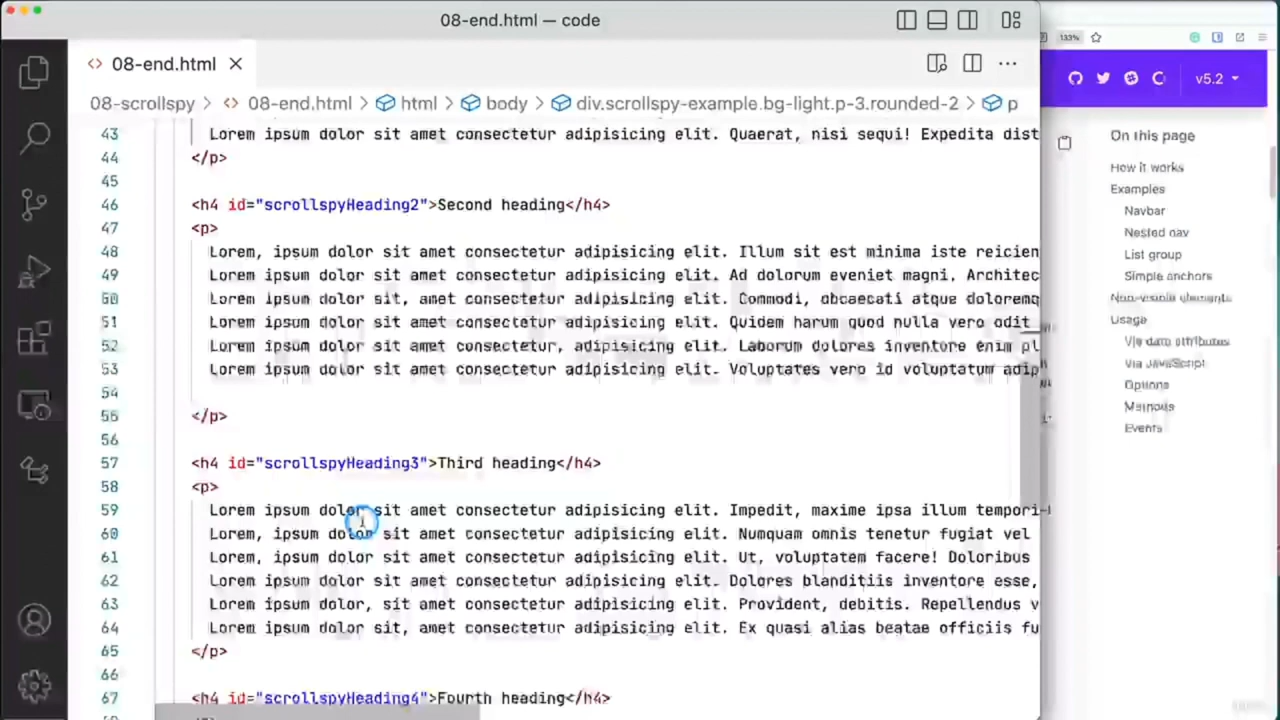 08-end.html — code
08-end.html
08-scrollspy > 08-end.html > html > body > div.scrollspy-example.bg-light.p-3.rounded-2 > p
43 Lorem ipsum dolor sit amet consectetur adipisicing elit. Quaerat, nisi sequi! Expedita dist
44 </p>
45
46 <h4 id="scrollspyHeading2">Second heading</h4>
47 <p>
48 Lorem, ipsum dolor sit amet consectetur adipisicing elit. Illum sit est minima iste reicien
49 Lorem ipsum dolor sit amet consectetur adipisicing elit. Ad dolorum eveniet magni. Architec
50 Lorem ipsum dolor sit, amet consectetur adipisicing elit. Commodi, obcaecati atque doloremq
51 Lorem ipsum dolor sit amet consectetur adipisicing elit. Quidem harum quod nulla vero odit
52 Lorem ipsum dolor sit amet consectetur, adipisicing elit. Laborum dolores inventore enim pl
53 Lorem ipsum dolor sit amet consectetur adipisicing elit. Voluptates vero id voluptatum adip
54
55 </p>
56
57 <h4 id="scrollspyHeading3">Third heading</h4>
58 <p>
59 Lorem ipsum dolor sit amet consectetur adipisicing elit. Impedit, maxime ipsa illum tempori
60 Lorem, ipsum dolor sit amet consectetur adipisicing elit. Numquam omnis tenetur fugiat vel
61 Lorem, ipsum dolor sit amet consectetur adipisicing elit. Ut, voluptatem facere! Doloribus
62 Lorem ipsum dolor sit amet consectetur adipisicing elit. Dolores blanditiis inventore esse,
63 Lorem ipsum dolor, sit amet consectetur adipisicing elit. Provident, debitis. Repellendus v
64 Lorem ipsum dolor sit, amet consectetur adipisicing elit. Ex quasi alias beatae officiis fu
65 </p>
66
67 <h4 id="scrollspyHeading4">Fourth heading</h4>
133%
v5.2
On this page
How it works
Examples
Navbar
Nested nav
List group
Simple anchors
Non-visible elements
Usage
Via data attributes
Via JavaScript
Options
Methods
Events